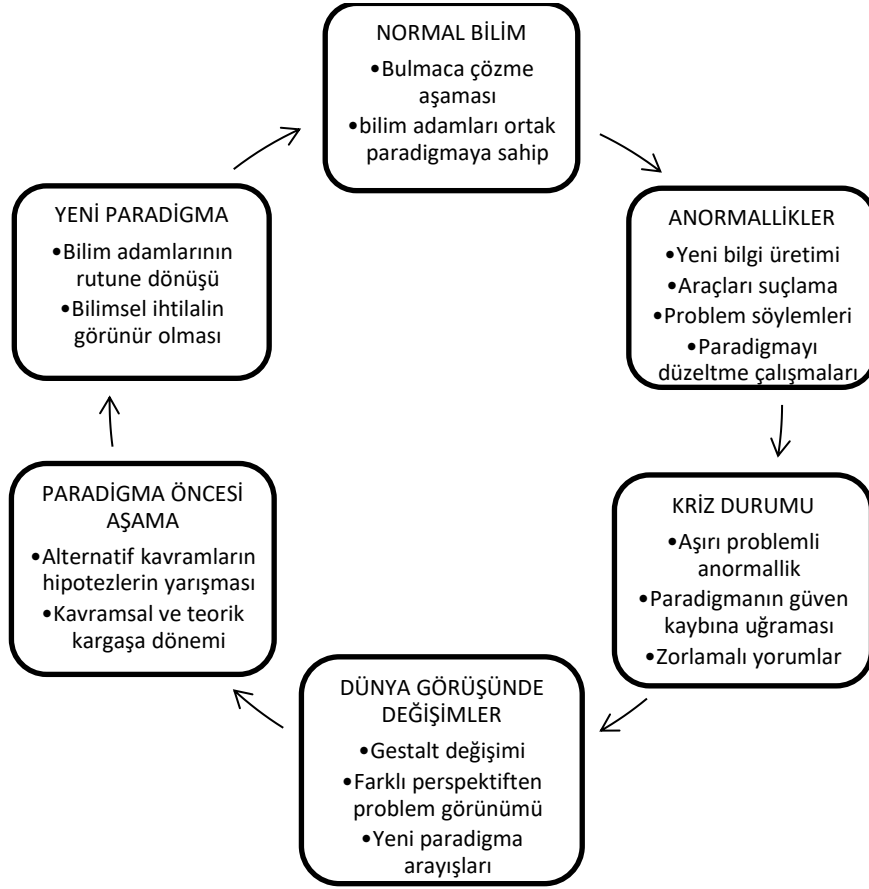 NORMAL BİLİM
•Bulmaca çözme
aşaması
•bilim adamları ortak
paradigmaya sahip
ANORMALLİKLER
•Yeni bilgi üretimi
•Araçları suçlama
•Problem söylemleri
•Paradigmayı
düzeltme çalışmaları
KRİZ DURUMU
•Aşırı problemli
anormallik
•Paradigmanın güven
kaybına uğraması
•Zorlamalı yorumlar
DÜNYA GÖRÜŞÜNDE
DEĞİŞİMLER
•Gestalt değişimi
•Farklı perspektiften
problem görünümü
•Yeni paradigma
arayışları
PARADİGMA ÖNCESİ
AŞAMA
•Alternatif kavramların
hipotezlerin yarışması
•Kavramsal ve teorik
kargaşa dönemi
YENİ PARADİGMA
•Bilim adamlarının
rutune dönüşü
•Bilimsel ihtilalin
görünür olması